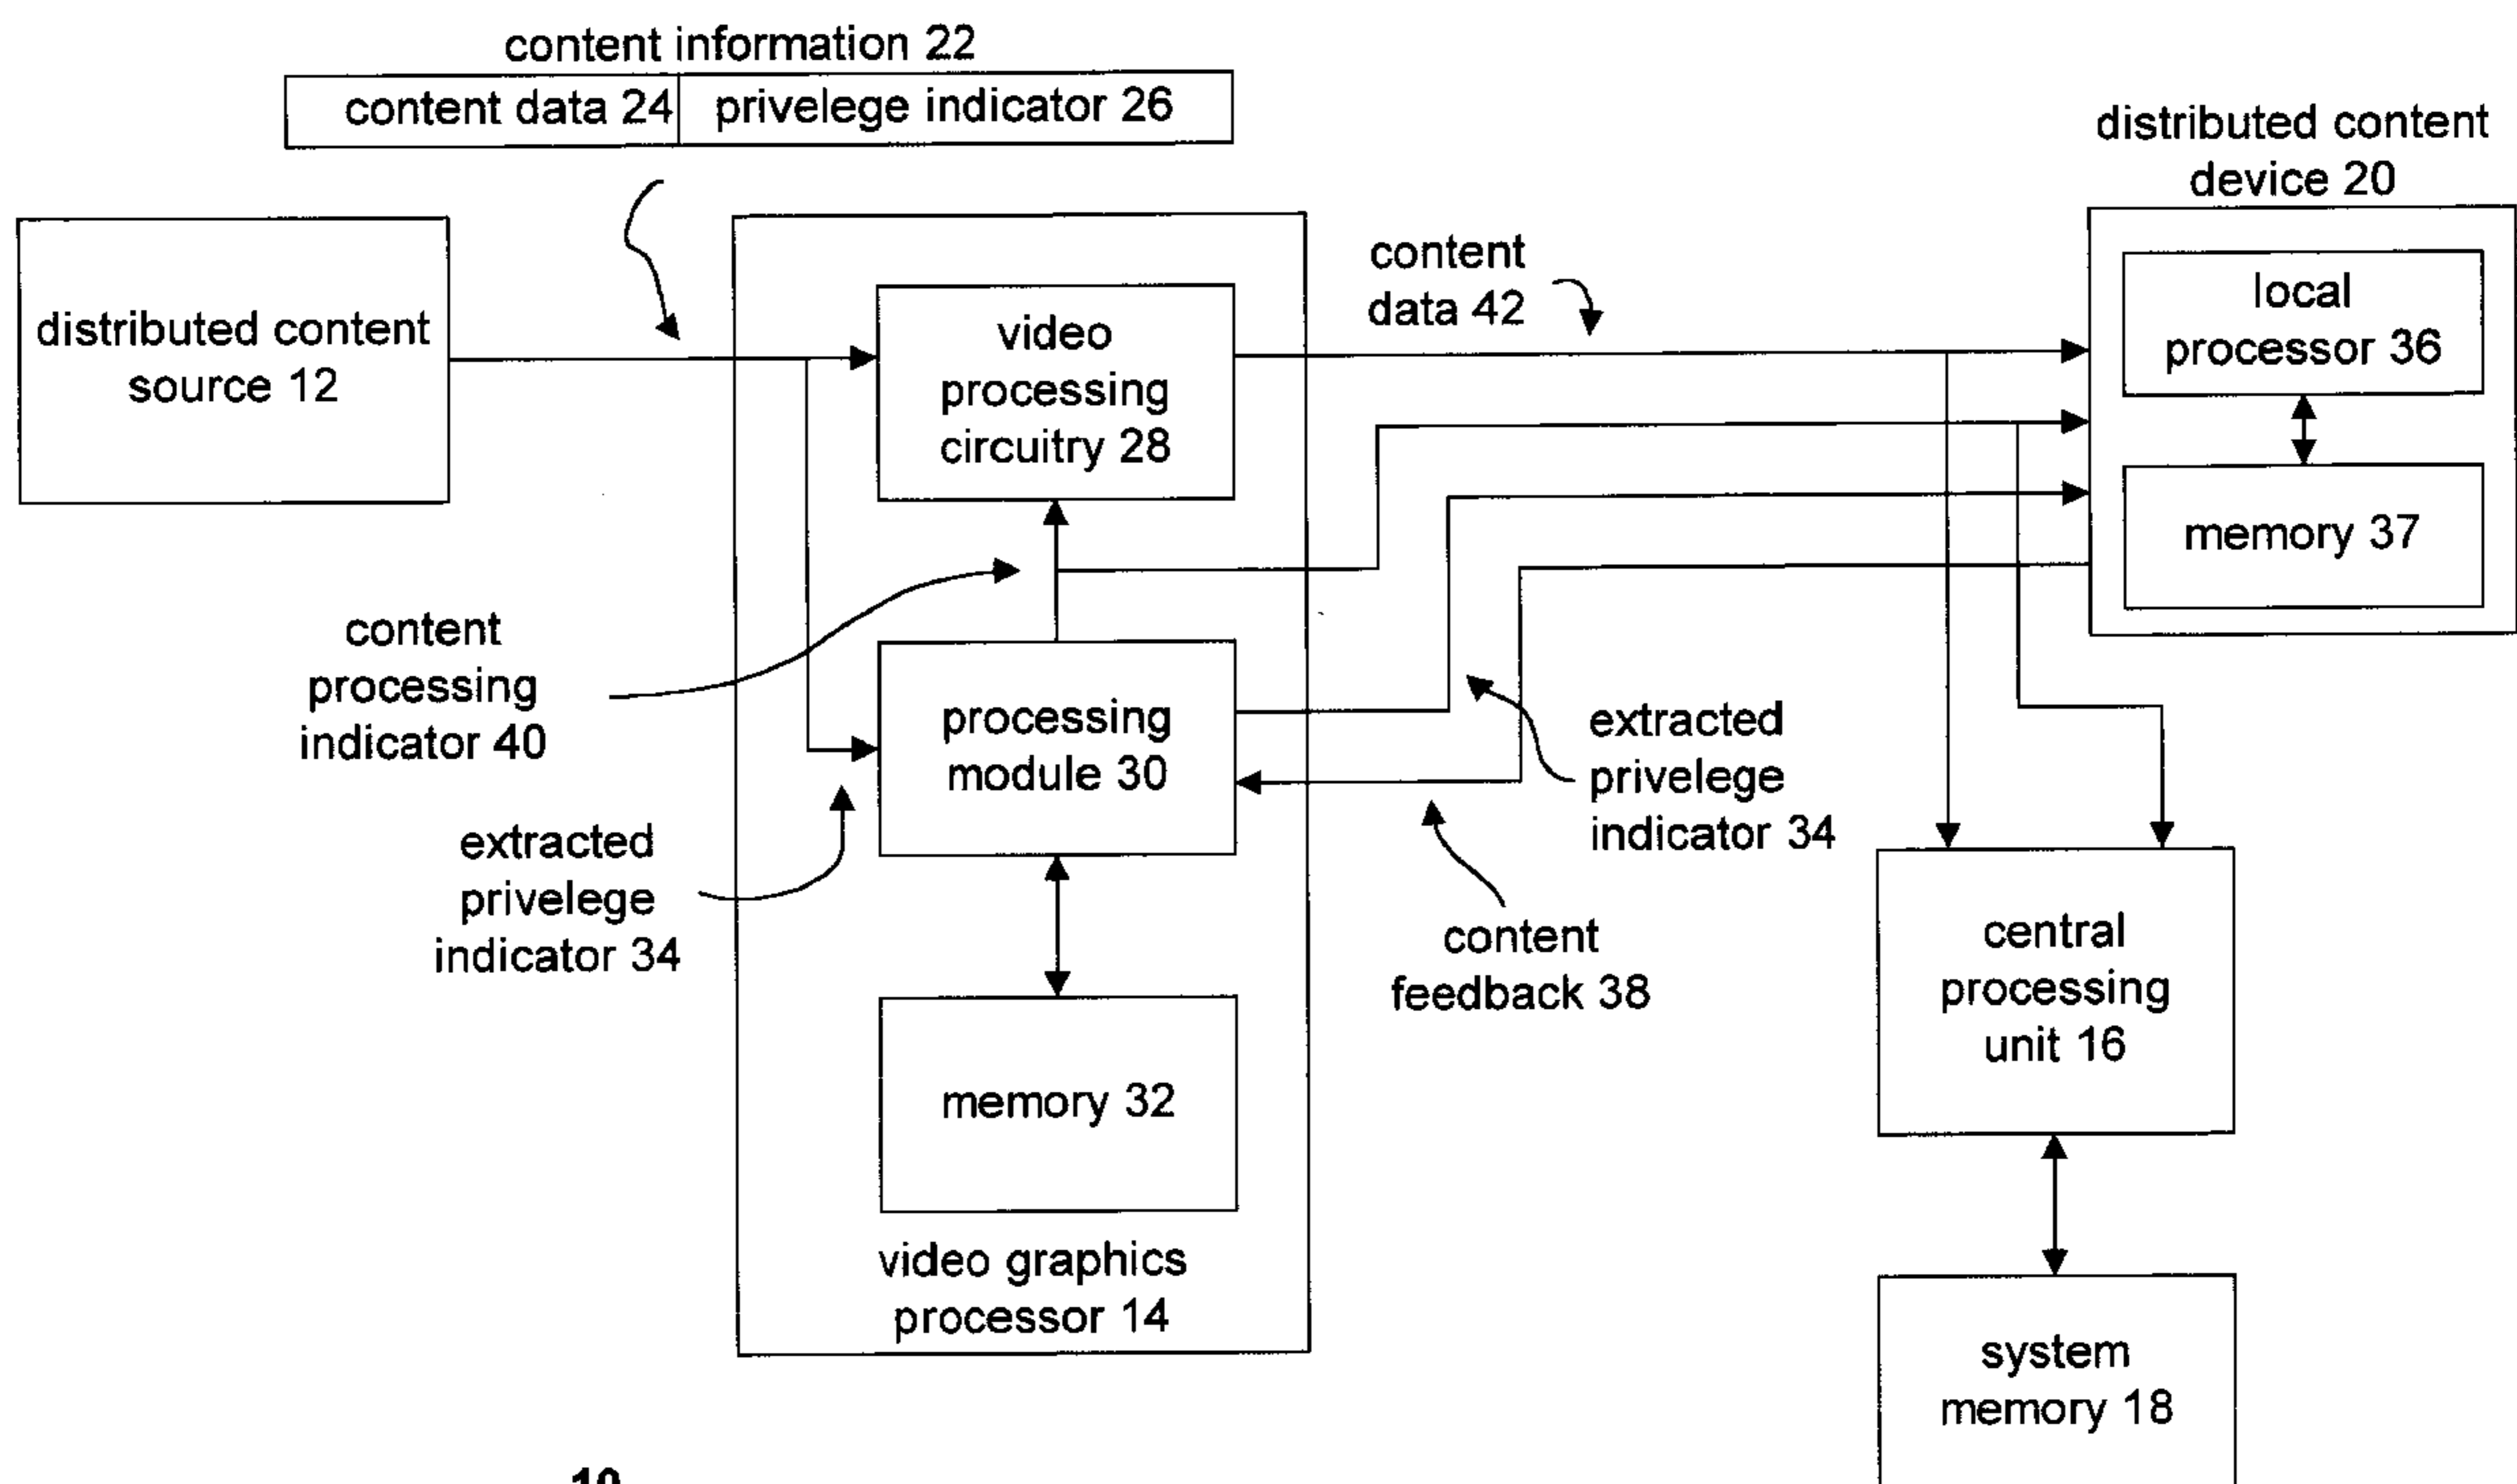 content information 22
content data 24
privelege indicator 26
distributed content
device 20
distributed content
source 12
video
processing
circuitry 28
content
data 42
local
processor 36
memory 37
content
processing
indicator 40
processing
module 30
extracted
privelege
indicator 34
extracted
privelege
indicator 34
content
feedback 38
central
processing
unit 16
memory 32
video graphics
processor 14
system
memory 18
10